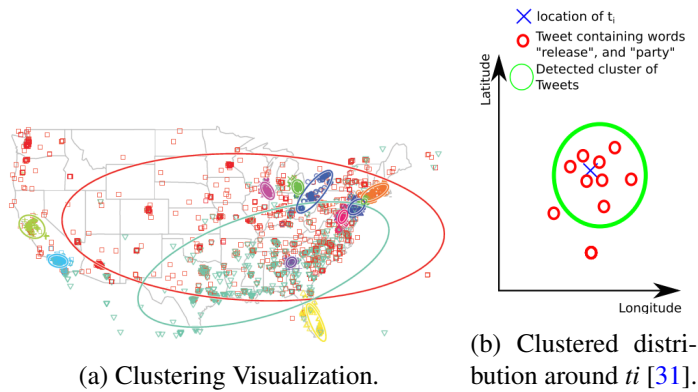 location of ti
Tweet containing words
"release", and "party"
Detected cluster of
Tweets
Latitude
Longitude
(a) Clustering Visualization.
(b) Clustered distri-
bution around ti [31].